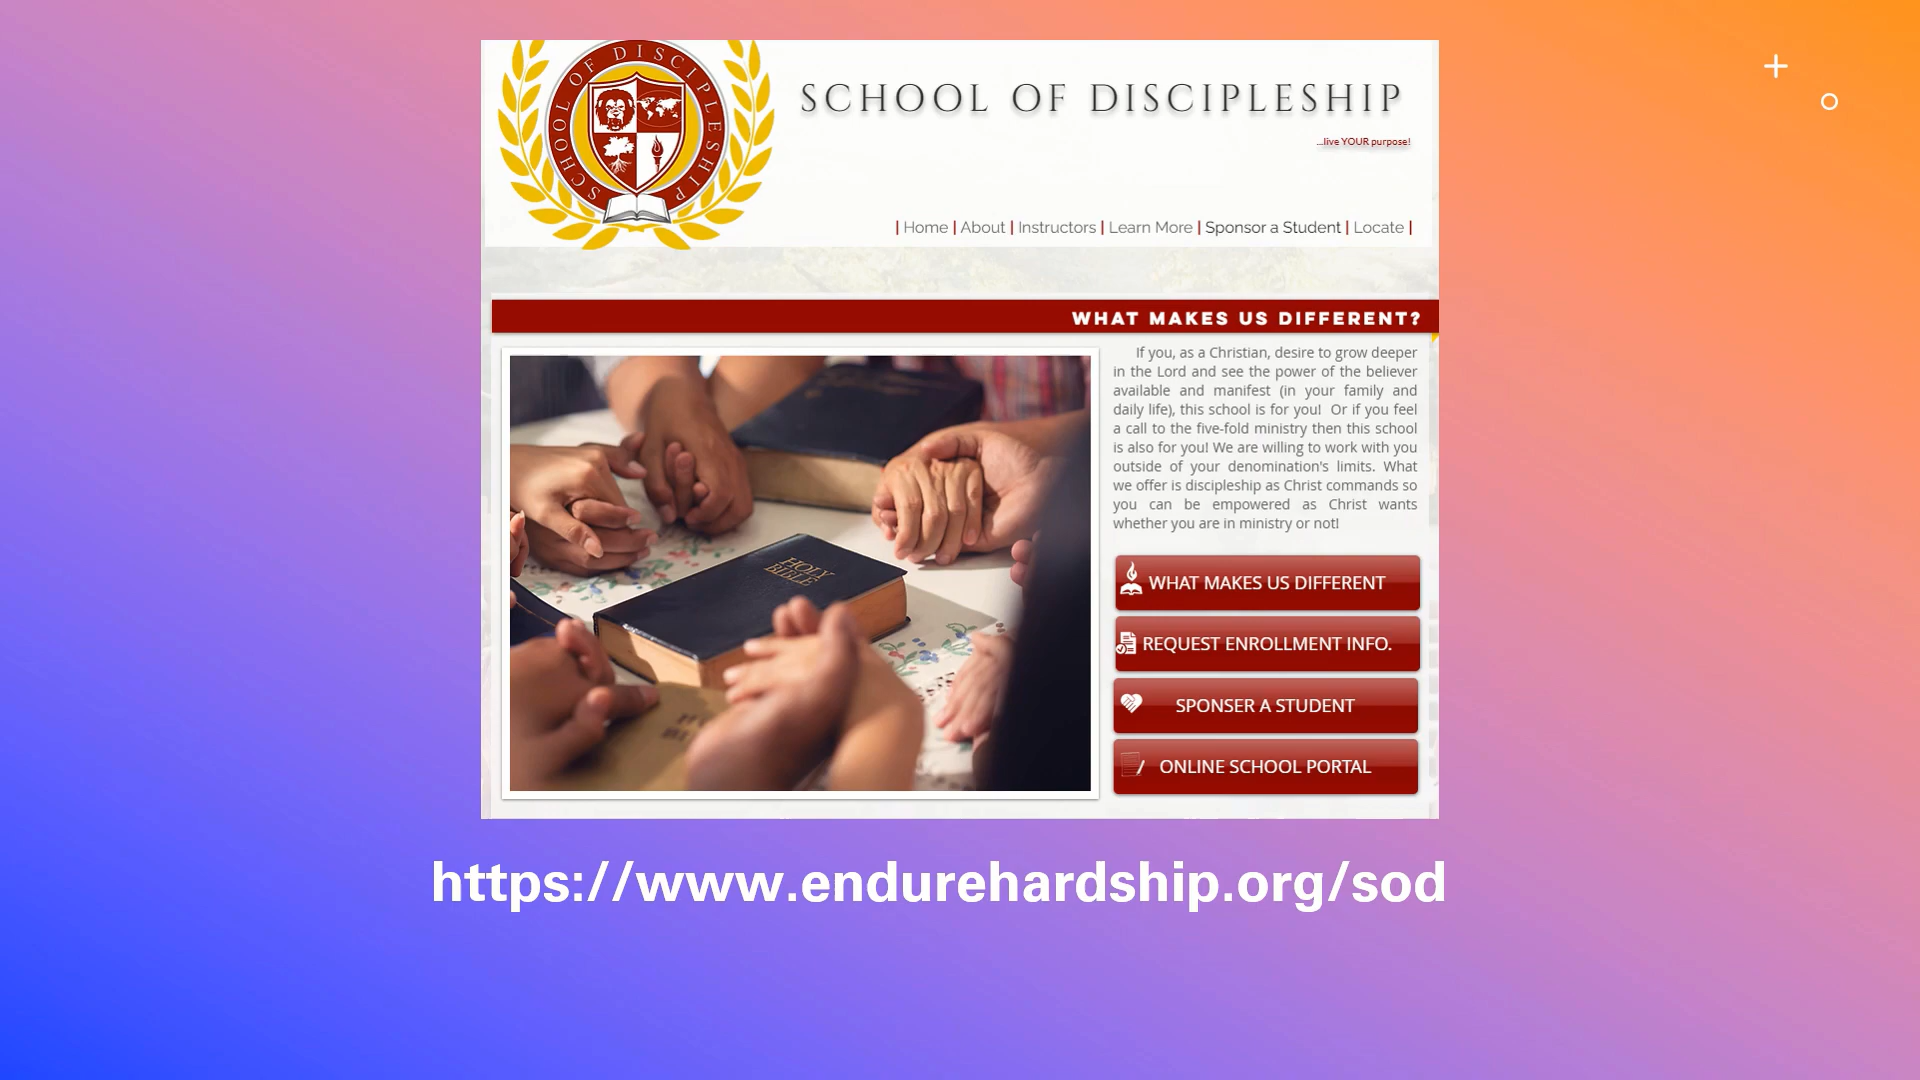 SCHOOL OF DISCIPLESHIP
SCHOOL OF DISCIPLESHIP
...live YOUR purpose!
| Home | About | Instructors | Learn More | Sponsor a Student | Locate |
WHAT MAKES US DIFFERENT?
If you, as a Christian, desire to grow deeper
in the Lord and see the power of the believer
available and manifest (in your family and
daily life), this school is for you! Or if you feel
a call to the five-fold ministry then this school
is also for you! We are willing to work with you
outside of your denomination's limits. What
we offer is discipleship as Christ commands so
you can be empowered as Christ wants
whether you are in ministry or not!
HOLY
BIBLE
WHAT MAKES US DIFFERENT
REQUEST ENROLLMENT INFO.
SPONSER A STUDENT
ONLINE SCHOOL PORTAL
https://www.endurehardship.org/sod